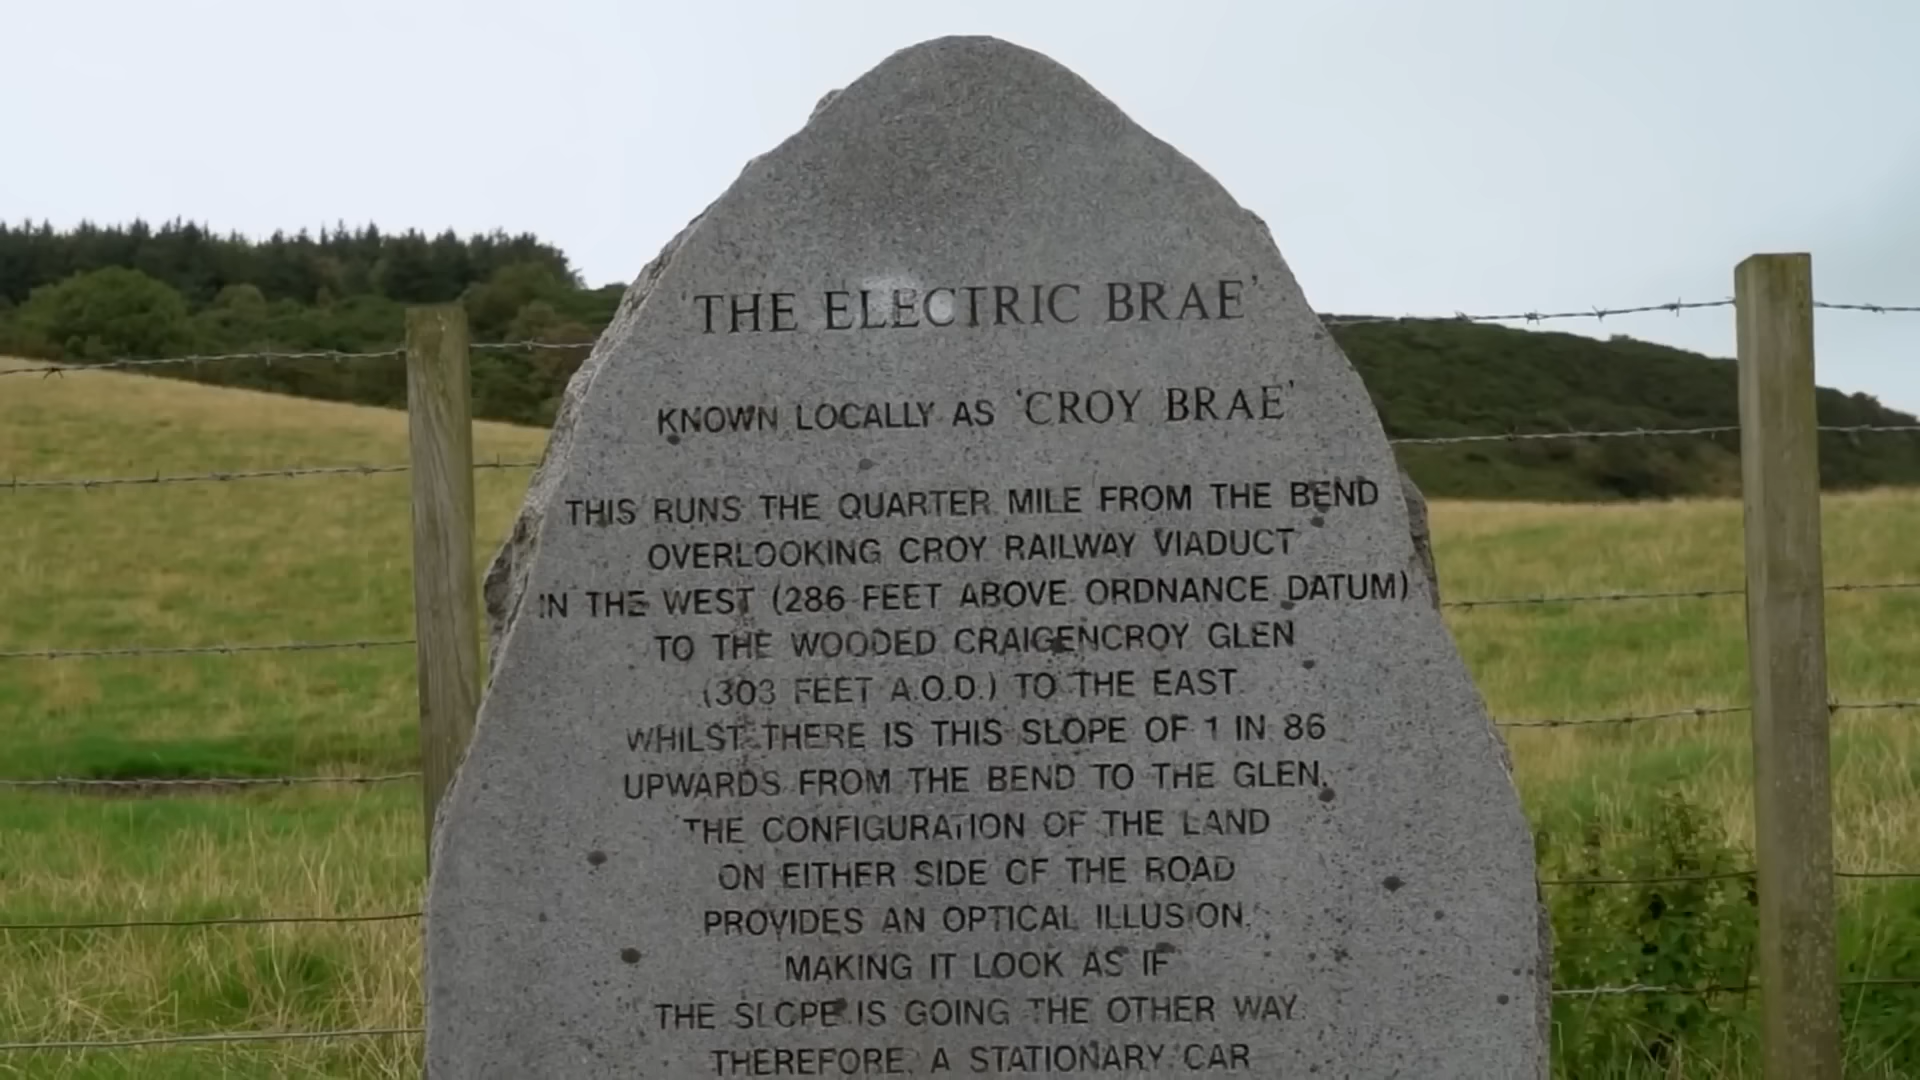 'THE ELECTRIC BRAE'
KNOWN LOCALLY AS 'CROY BRAE'
THIS RUNS THE QUARTER MILE FROM THE BEND
OVERLOOKING CROY RAILWAY VIADUCT
IN THE WEST (286 FEET ABOVE ORDNANCE DATUM)
TO THE WOODED CRAIGENCROY GLEN
(303 FEET A.O.D.) TO THE EAST
WHILST THERE IS THIS SLOPE OF 1 IN 86
UPWARDS FROM THE BEND TO THE GLEN,
THE CONFIGURATION OF THE LAND
ON EITHER SIDE OF THE ROAD
PROVIDES AN OPTICAL ILLUSION.
MAKING IT LOOK AS IF
THE SLOPE IS GOING THE OTHER WAY.
THEREFORE, A STATIONARY CAR